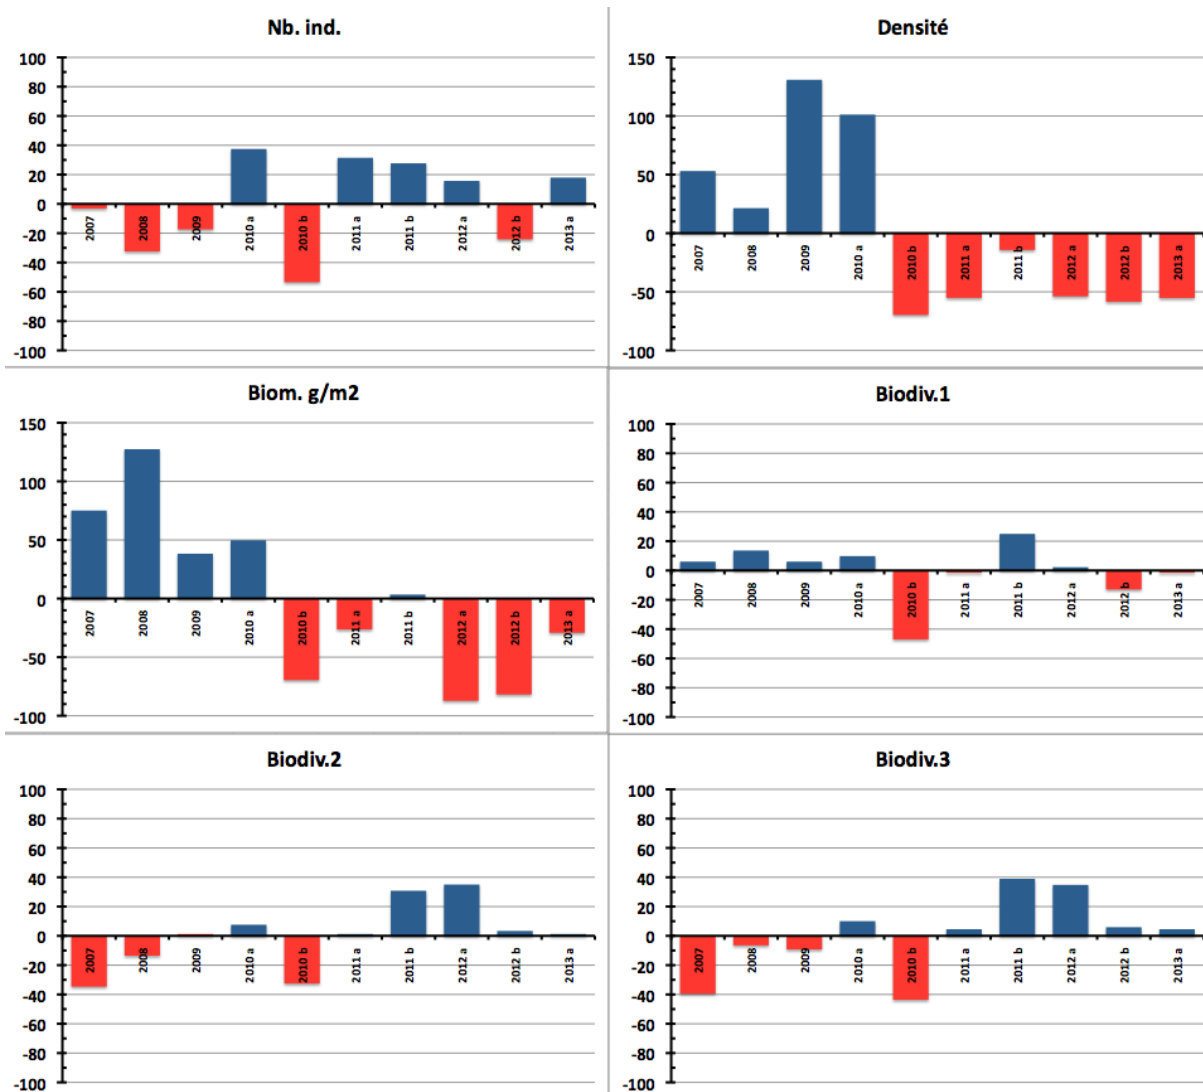 Nb. ind.
100
80
60
40
20
0
-20
-40
-60
-80
-100
2007
2008
2009
2010 a
2010 b
2011 a
2011 b
2012 a
2012 b
2013 a
Densité
150
100
50
0
-50
-100
2007
2008
2009
2010 a
2010 b
2011 a
2011 b
2012 a
2012 b
2013 a
Biom. g/m2
150
100
50
0
-50
-100
2007
2008
2009
2010 a
2010 b
2011 a
2011 b
2012 a
2012 b
2013 a
Biodiv.1
100
80
60
40
20
0
-20
-40
-60
-80
-100
2007
2008
2009
2010 a
2010 b
2011 a
2011 b
2012 a
2012 b
2013 a
Biodiv.2
100
80
60
40
20
0
-20
-40
-60
-80
-100
2007
2008
2009
2010 a
2010 b
2011 a
2011 b
2012 a
2012 b
2013 a
Biodiv.3
100
80
60
40
20
0
-20
-40
-60
-80
-100
2007
2008
2009
2010 a
2010 b
2011 a
2011 b
2012 a
2012 b
2013 a